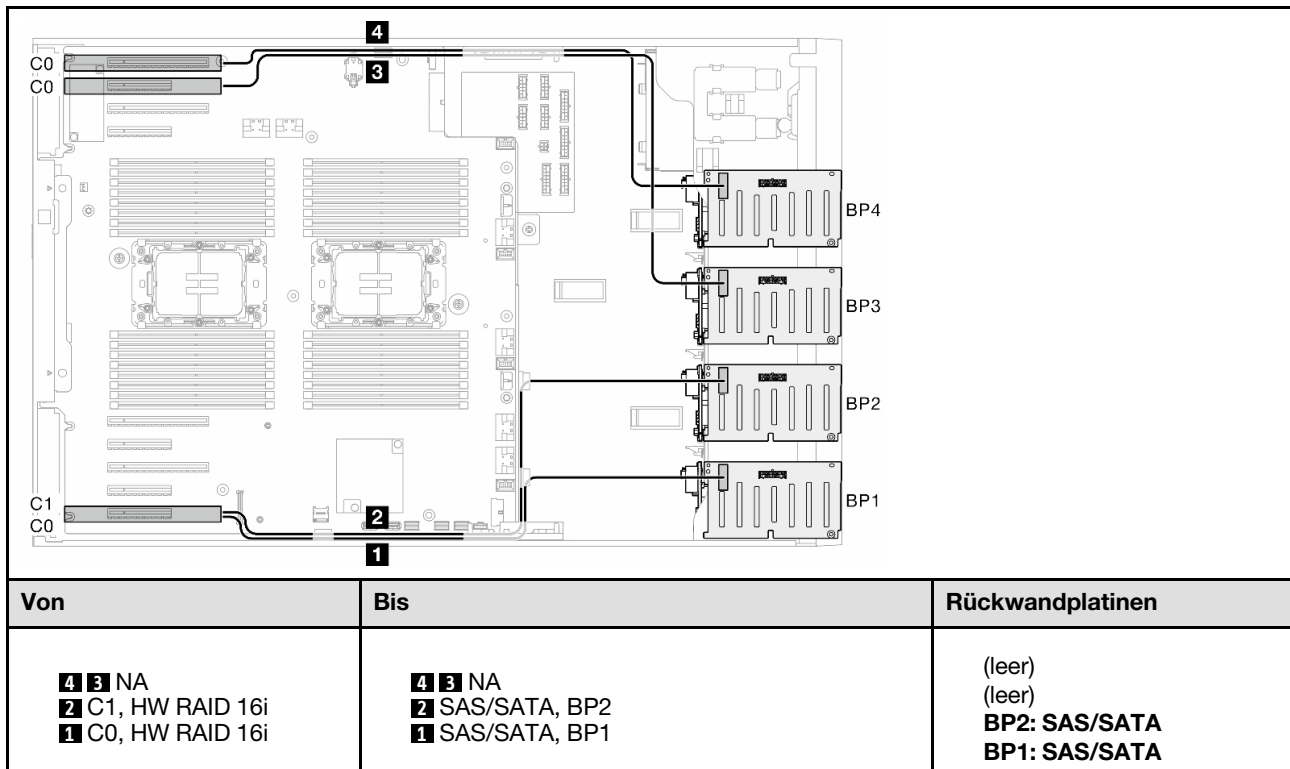 4
3
C0
C0
BP4
BP3
BP2
BP1
C1
C0
2
1
Von
Bis
Rückwandplatinen
4 3 NA
2 C1, HW RAID 16i
1 C0, HW RAID 16i
4 3 NA
2 SAS/SATA, BP2
1 SAS/SATA, BP1
(leer)
(leer)
BP2: SAS/SATA
BP1: SAS/SATA